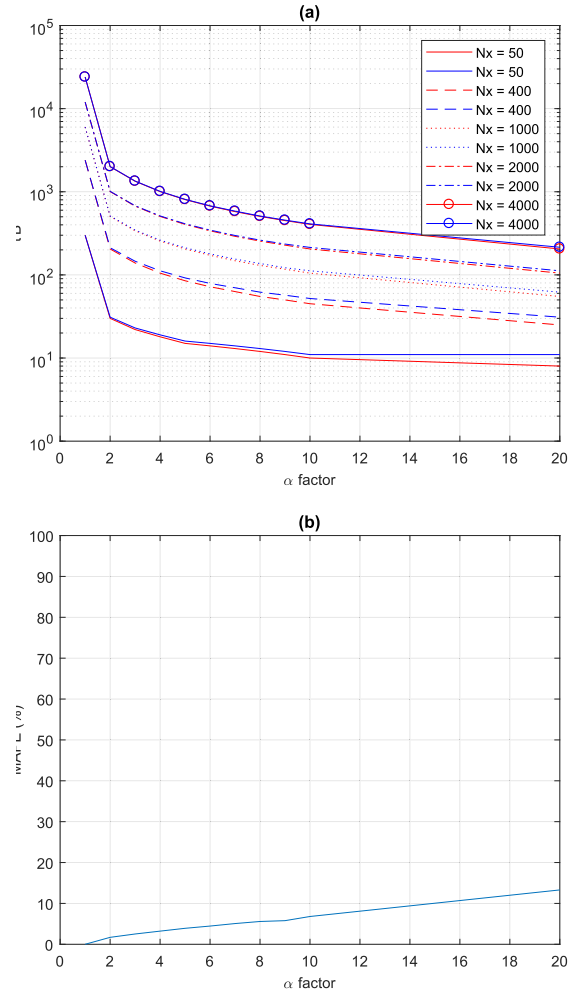 (a)
10^5
10^4
10^3
10^2
10^1
10^0
Nx = 50
Nx = 50
Nx = 400
Nx = 400
Nx = 1000
Nx = 1000
Nx = 2000
Nx = 2000
Nx = 4000
Nx = 4000
0 2 4 6 8 10 12 14 16 18 20
α factor
(b)
100
90
80
70
60
50
40
30
20
10
0
(%)
0 2 4 6 8 10 12 14 16 18 20
α factor